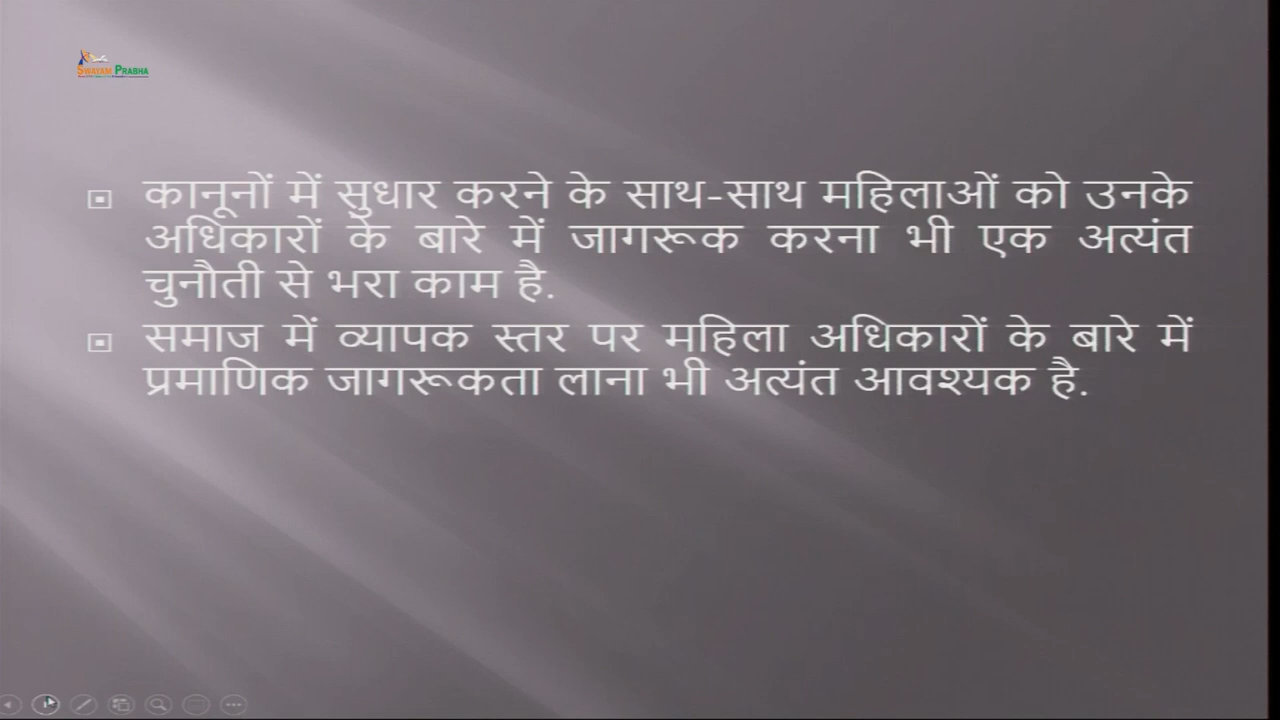 SWAYAM PRABHA
कानूनों में सुधार करने के साथ-साथ महिलाओं को उनके
अधिकारों के बारे में जागरूक करना भी एक अत्यंत
चुनौती से भरा काम है.
समाज में व्यापक स्तर पर महिला अधिकारों के बारे में
प्रमाणिक जागरूकता लाना भी अत्यंत आवश्यक है.